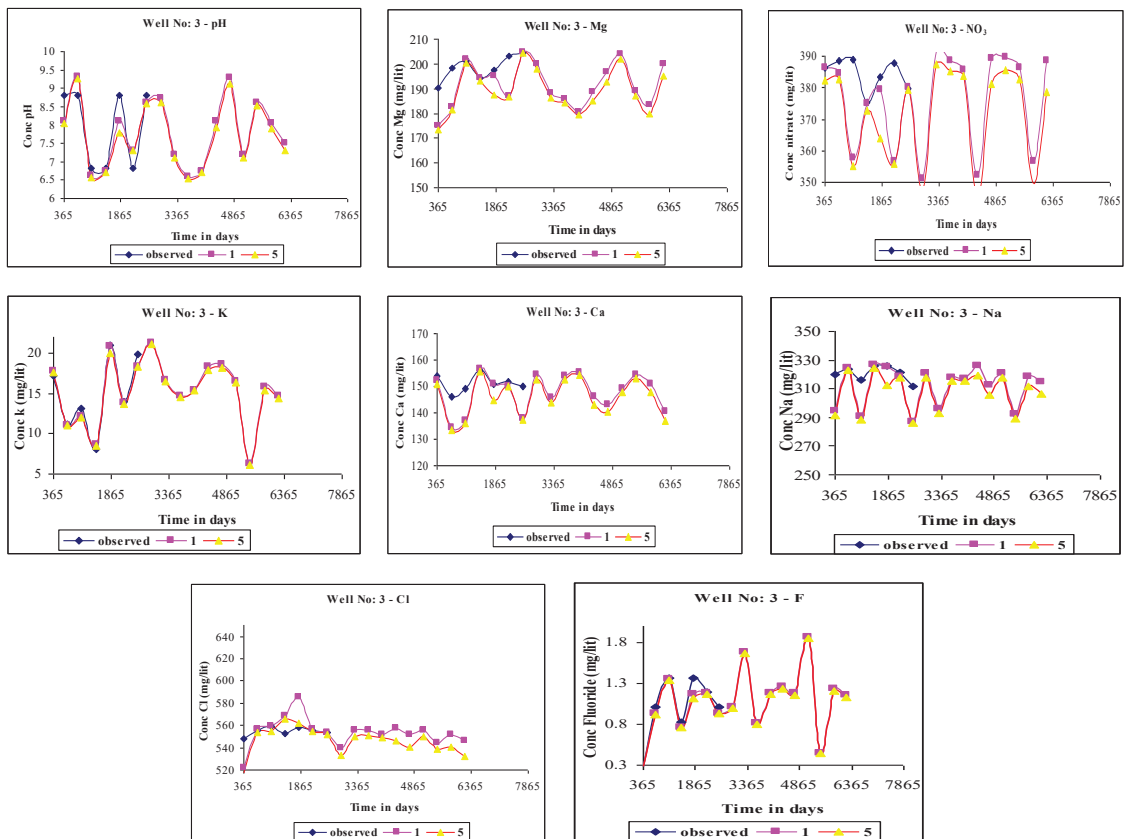 Well No: 3 - pH
Conc pH
10
9.5
9
8.5
8
7.5
7
6.5
6
365 1865 3365 4865 6365 7865
Time in days
observed 1 5
Well No: 3 - Mg
Conc Mg (mg/lit)
210
200
190
180
170
160
150
365 1865 3365 4865 6365 7865
Time in days
observed 1 5
Well No: 3 - NO₃
Conc nitrate (mg/lit)
390
380
370
360
350
365 1865 3365 4865 6365 7865
Time in days
observed 1 5
Well No: 3 - K
Conc k (mg/lit)
20
15
10
5
365 1865 3365 4865 6365 7865
Time in days
observed 1 5
Well No: 3 - Ca
Conc Ca (mg/lit)
170
160
150
140
130
120
365 1865 3365 4865 6365 7865
Time in days
observed 1 5
Well No: 3 - Na
Conc Na (mg/lit)
350
330
310
290
270
250
365 1865 3365 4865 6365 7865
Time in days
observed 1 5
Well No: 3 - Cl
Conc Cl (mg/lit)
640
620
600
580
560
540
520
365 1865 3365 4865 6365 7865
Time in days
observed 1 5
Well No: 3 - F
Conc Fluoride (mg/lit)
1.8
1.3
0.8
0.3
365 1865 3365 4865 6365 7865
Time in days
observed 1 5